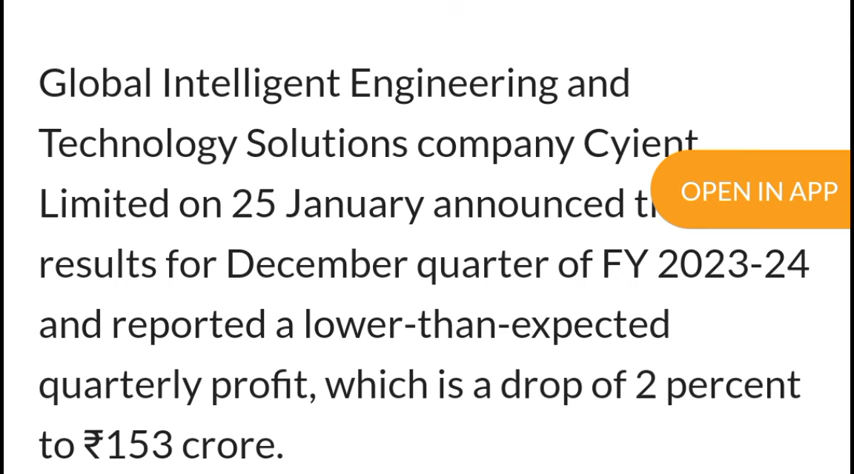 Global Intelligent Engineering and
Technology Solutions company Cyient
Limited on 25 January announced
OPEN IN APP
results for December quarter of FY 2023-24
and reported a lower-than-expected
quarterly profit, which is a drop of 2 percent
to ₹153 crore.